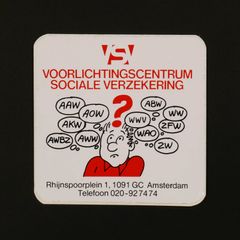 VSV
VOORLICHTINGSCENTRUM
SOCIALE VERZEKERING
?
AAW
AOW
AKW
AWBZ
AWW
WWV
ABW
WW
ZFW
WAO
ZW
Rhijnspoorplein 1, 1091 GC Amsterdam
Telefoon 020-927474